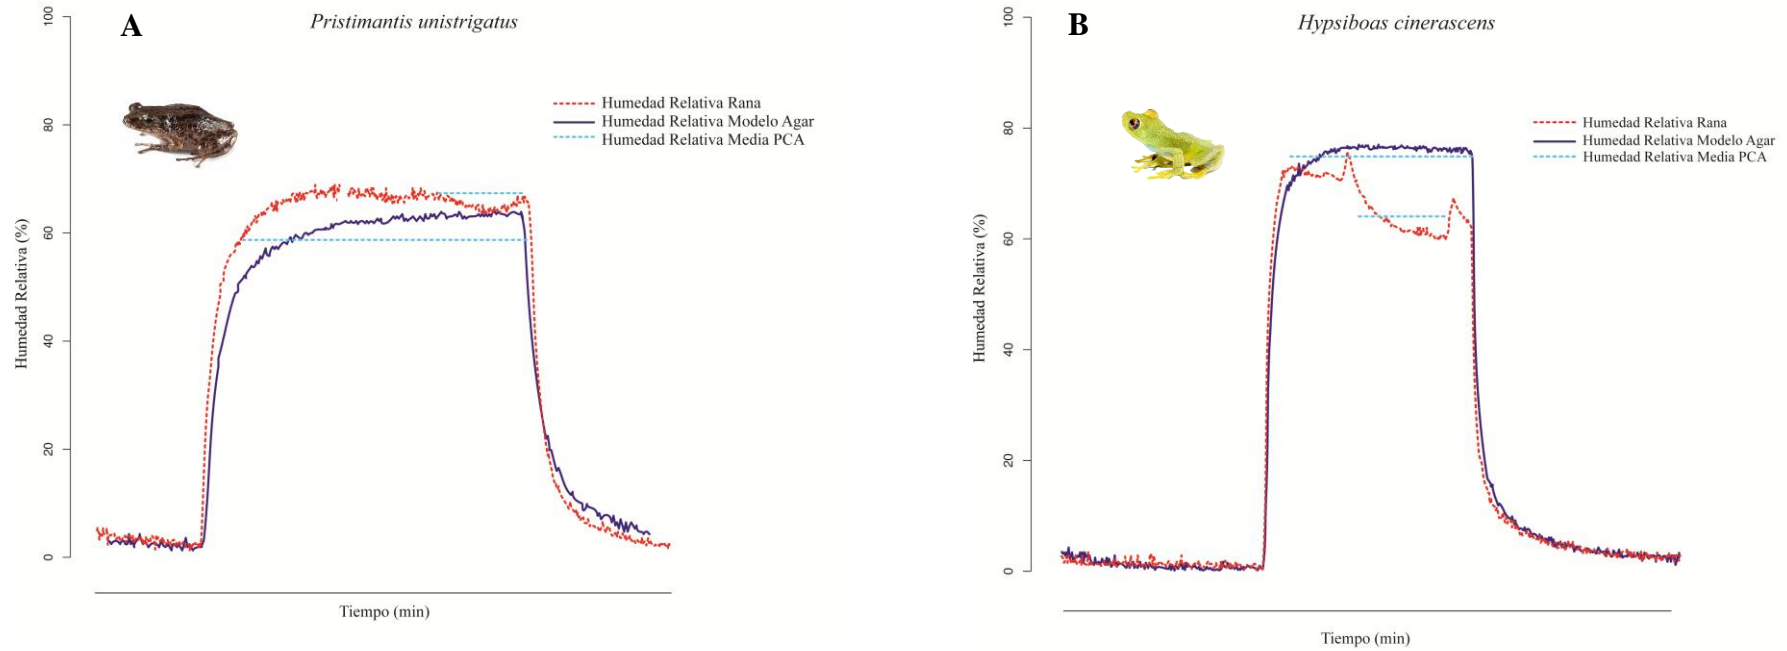 A
Pristimantis unistrigatus
Humedad Relativa Rana
Humedad Relativa Modelo Agar
Humedad Relativa Media PCA
Humedad Relativa (%)
100
80
60
40
20
0
Tiempo (min)
B
Hypsiboas cinerascens
Humedad Relativa Rana
Humedad Relativa Modelo Agar
Humedad Relativa Media PCA
Humedad Relativa (%)
100
80
60
40
20
0
Tiempo (min)